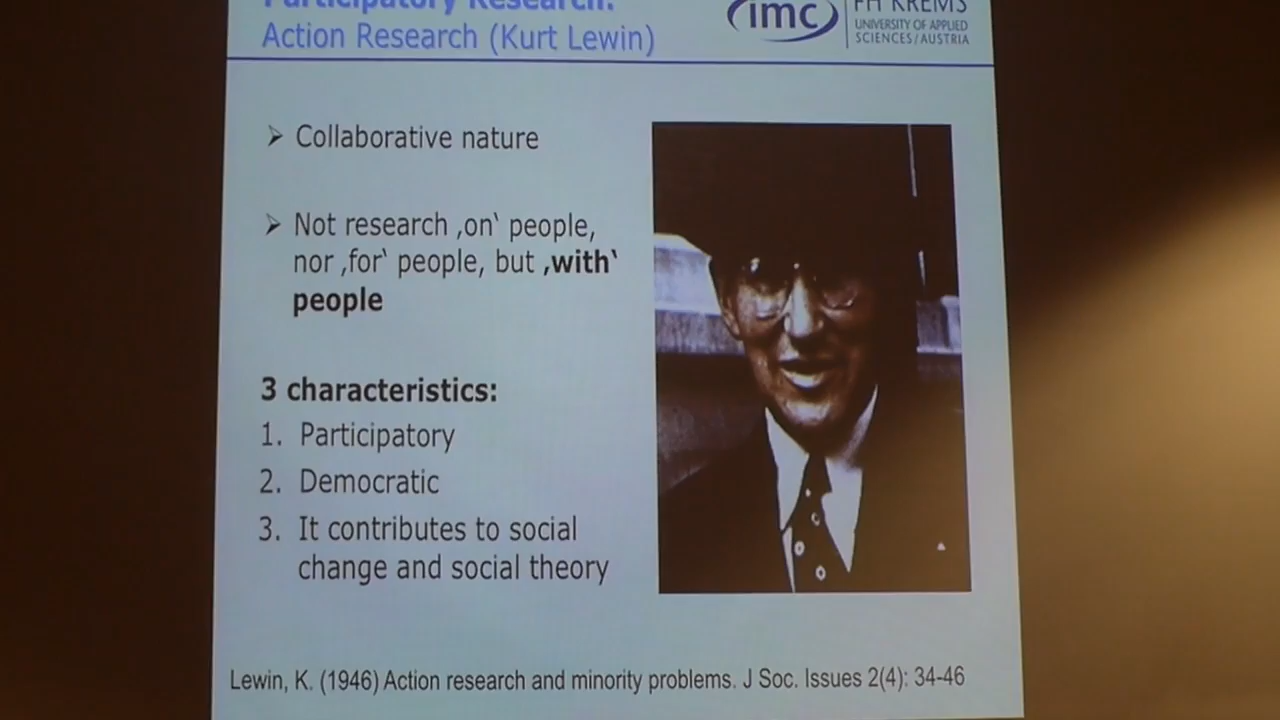 Participatory Research:
Action Research (Kurt Lewin)
imc
FH KREMS
UNIVERSITY OF APPLIED
SCIENCES/AUSTRIA
➢ Collaborative nature
➢ Not research ‚on‛ people,
nor ‚for‛ people, but ‚with‛
people
3 characteristics:
1. Participatory
2. Democratic
3. It contributes to social
change and social theory
Lewin, K. (1946) Action research and minority problems. J Soc. Issues 2(4): 34-46